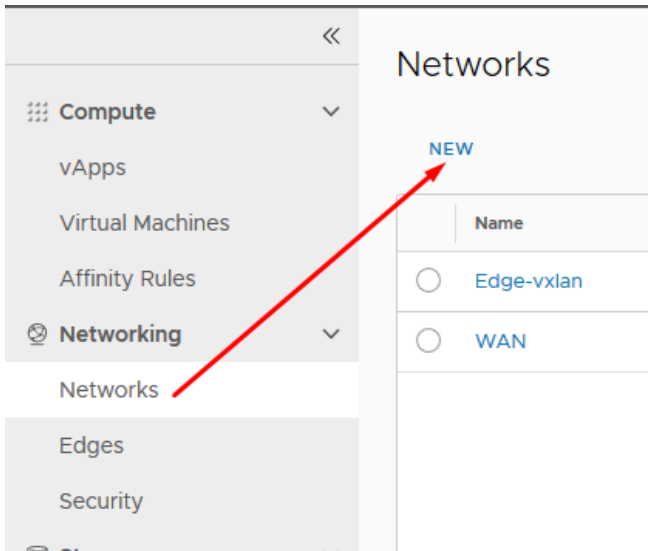 Compute
vApps
Virtual Machines
Affinity Rules
Networking
Networks
Edges
Security
Networks
NEW
Name
Edge-vxlan
WAN